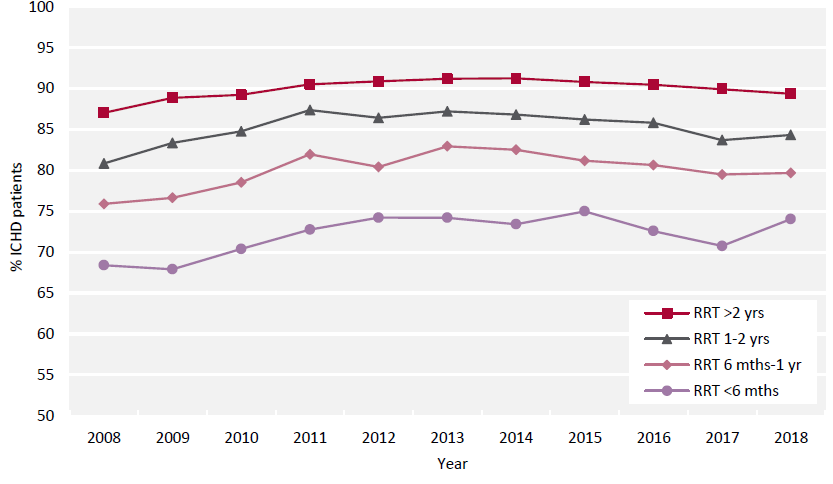 100
95
90
85
80
75
70
65
60
55
50
% ICHD patients
RRT >2 yrs
RRT 1-2 yrs
RRT 6 mths-1 yr
RRT <6 mths
2008 2009 2010 2011 2012 2013 2014 2015 2016 2017 2018
Year